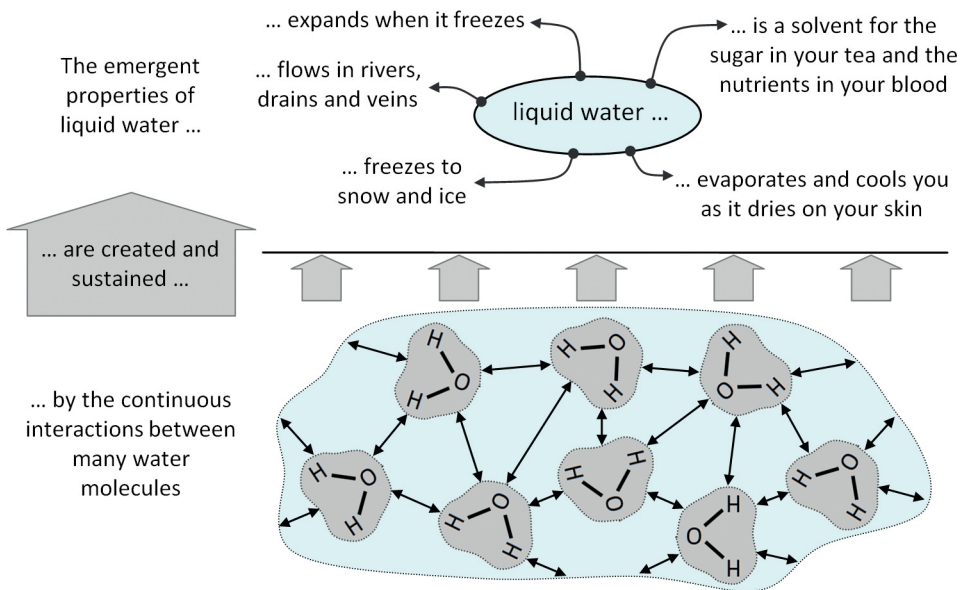 The emergent
properties of
liquid water ...
... expands when it freezes
... is a solvent for the
sugar in your tea and the
nutrients in your blood
... flows in rivers,
drains and veins
liquid water ...
... freezes to
snow and ice
... evaporates and cools you
as it dries on your skin
... are created and
sustained ...
... by the continuous
interactions between
many water
molecules
H
O
H
H
O
H
H
O
H
H
O
H
H
O
H
H
O
H
H
O
H
H
O
H